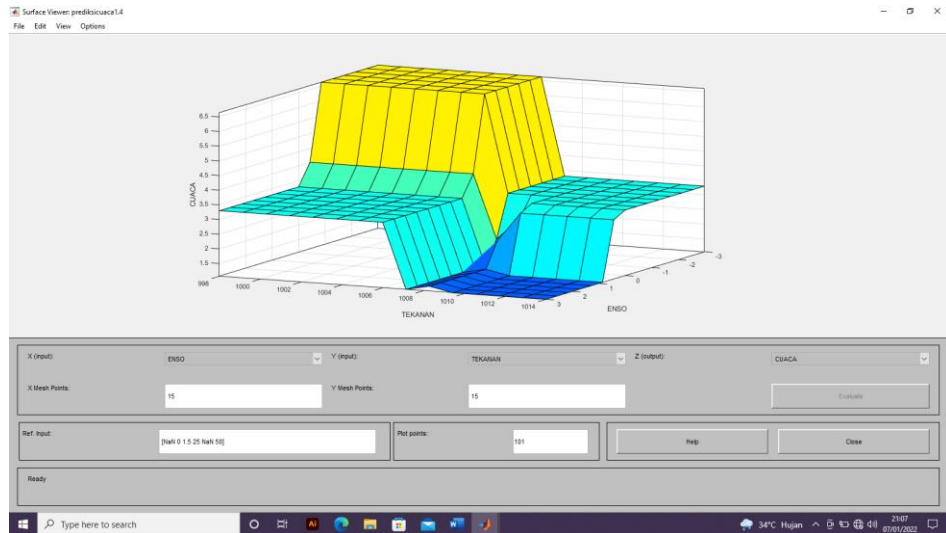 Surface Viewer: prediksicuaca1.4
File Edit View Options
6.5
6
5.5
5
4.5
4
3.5
3
2.5
2
1.5
CUACA
998 1000 1002 1004 1006 1008 1010 1012 1014
TEKANAN
3 2 1 0 -1 -2 -3
ENSO
X (input): ENSO Y (input): TEKANAN Z (output): CUACA
X Mesh Points: 15 Y Mesh Points: 15 Evaluate
Ref. Input: [NaN 0 1.5 25 NaN 58] Plot points: 101 Help Close
Ready
Type here to search
Ai
W
34°C Hujan
21:07
07/01/2022